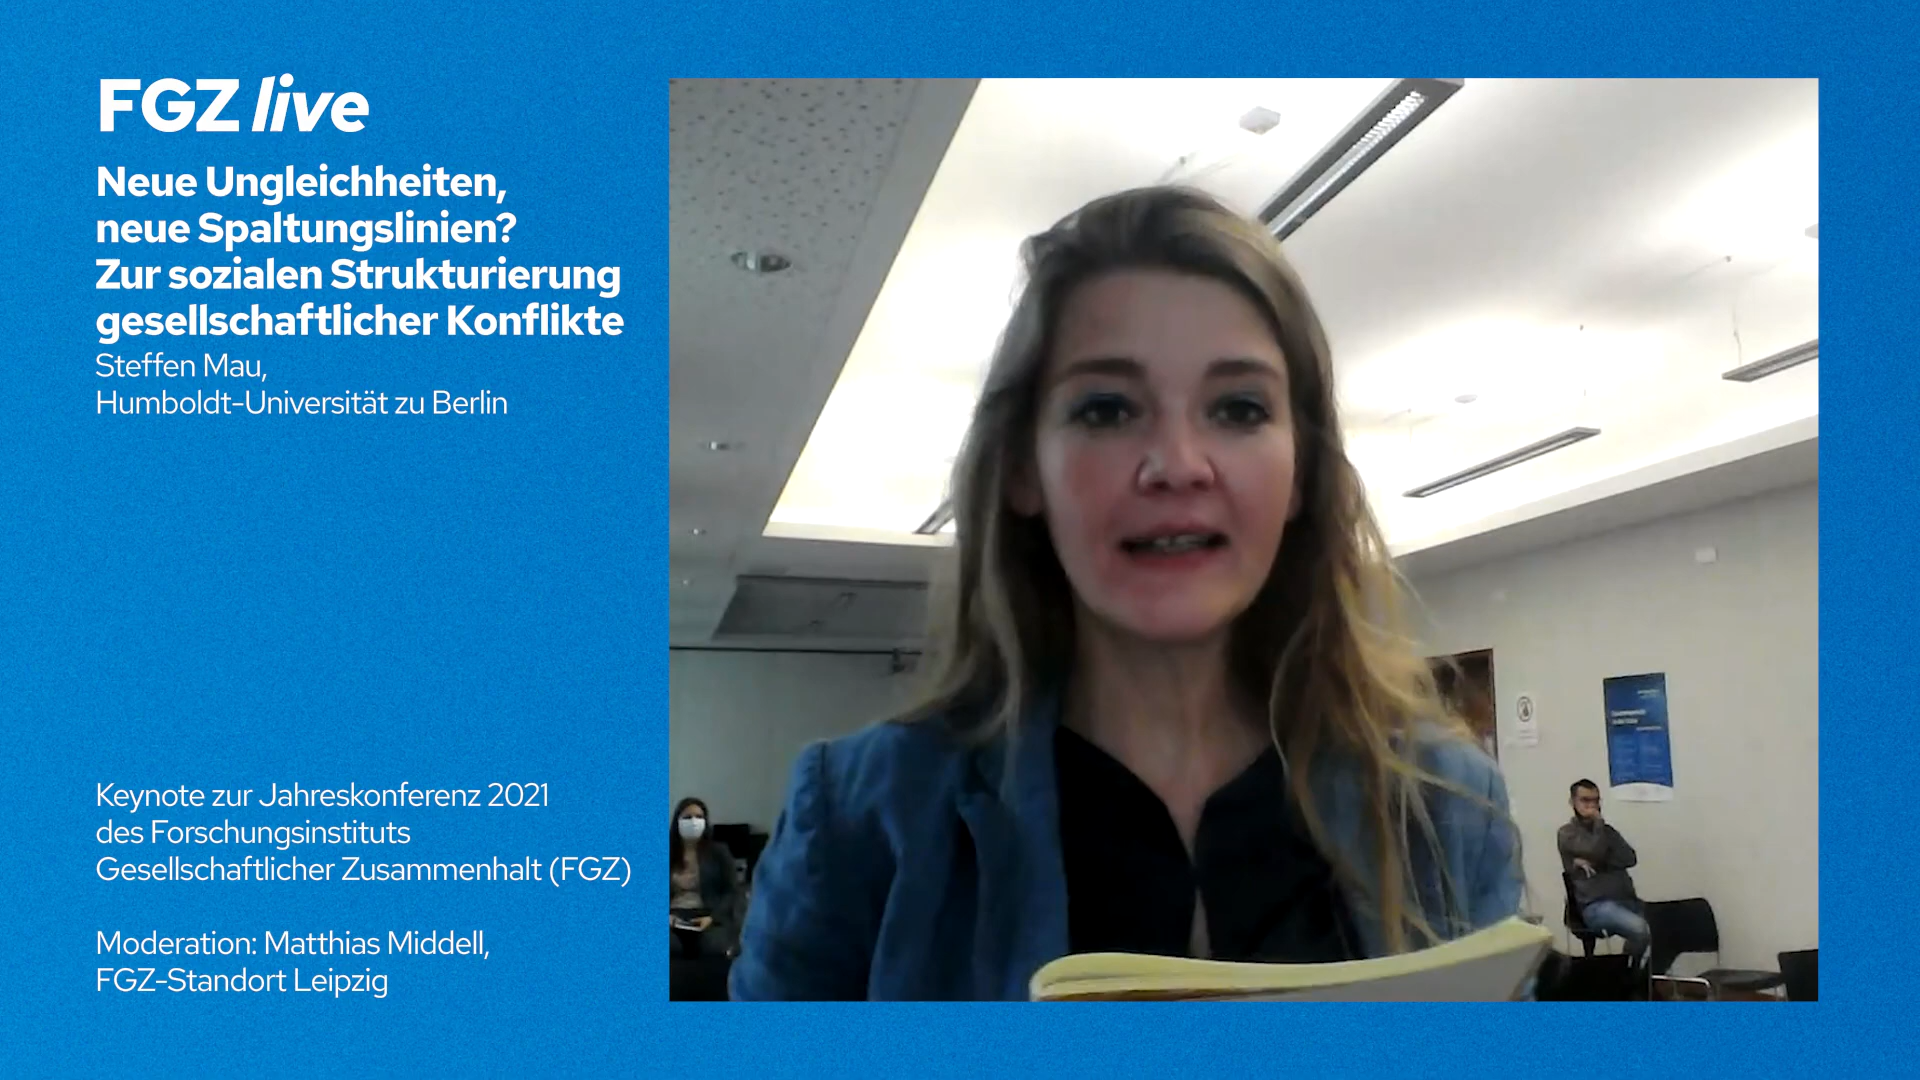 FGZ live
Neue Ungleichheiten,
neue Spaltungslinien?
Zur sozialen Strukturierung
gesellschaftlicher Konflikte
Steffen Mau,
Humboldt-Universität zu Berlin
Keynote zur Jahreskonferenz 2021
des Forschungsinstituts
Gesellschaftlicher Zusammenhalt (FGZ)
Moderation: Matthias Middell,
FGZ-Standort Leipzig